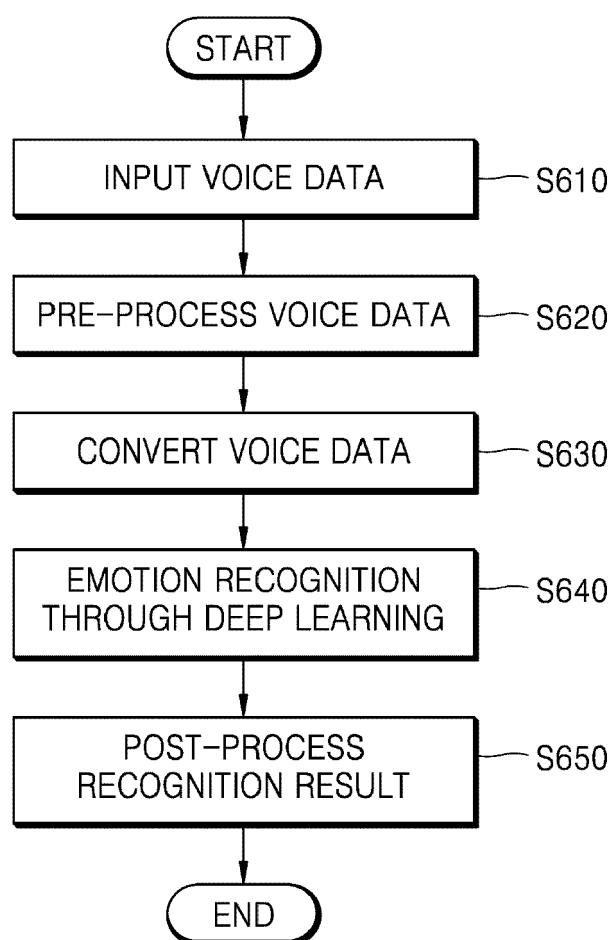 START
INPUT VOICE DATA
S610
PRE-PROCESS VOICE DATA
S620
CONVERT VOICE DATA
S630
EMOTION RECOGNITION
THROUGH DEEP LEARNING
S640
POST-PROCESS
RECOGNITION RESULT
S650
END